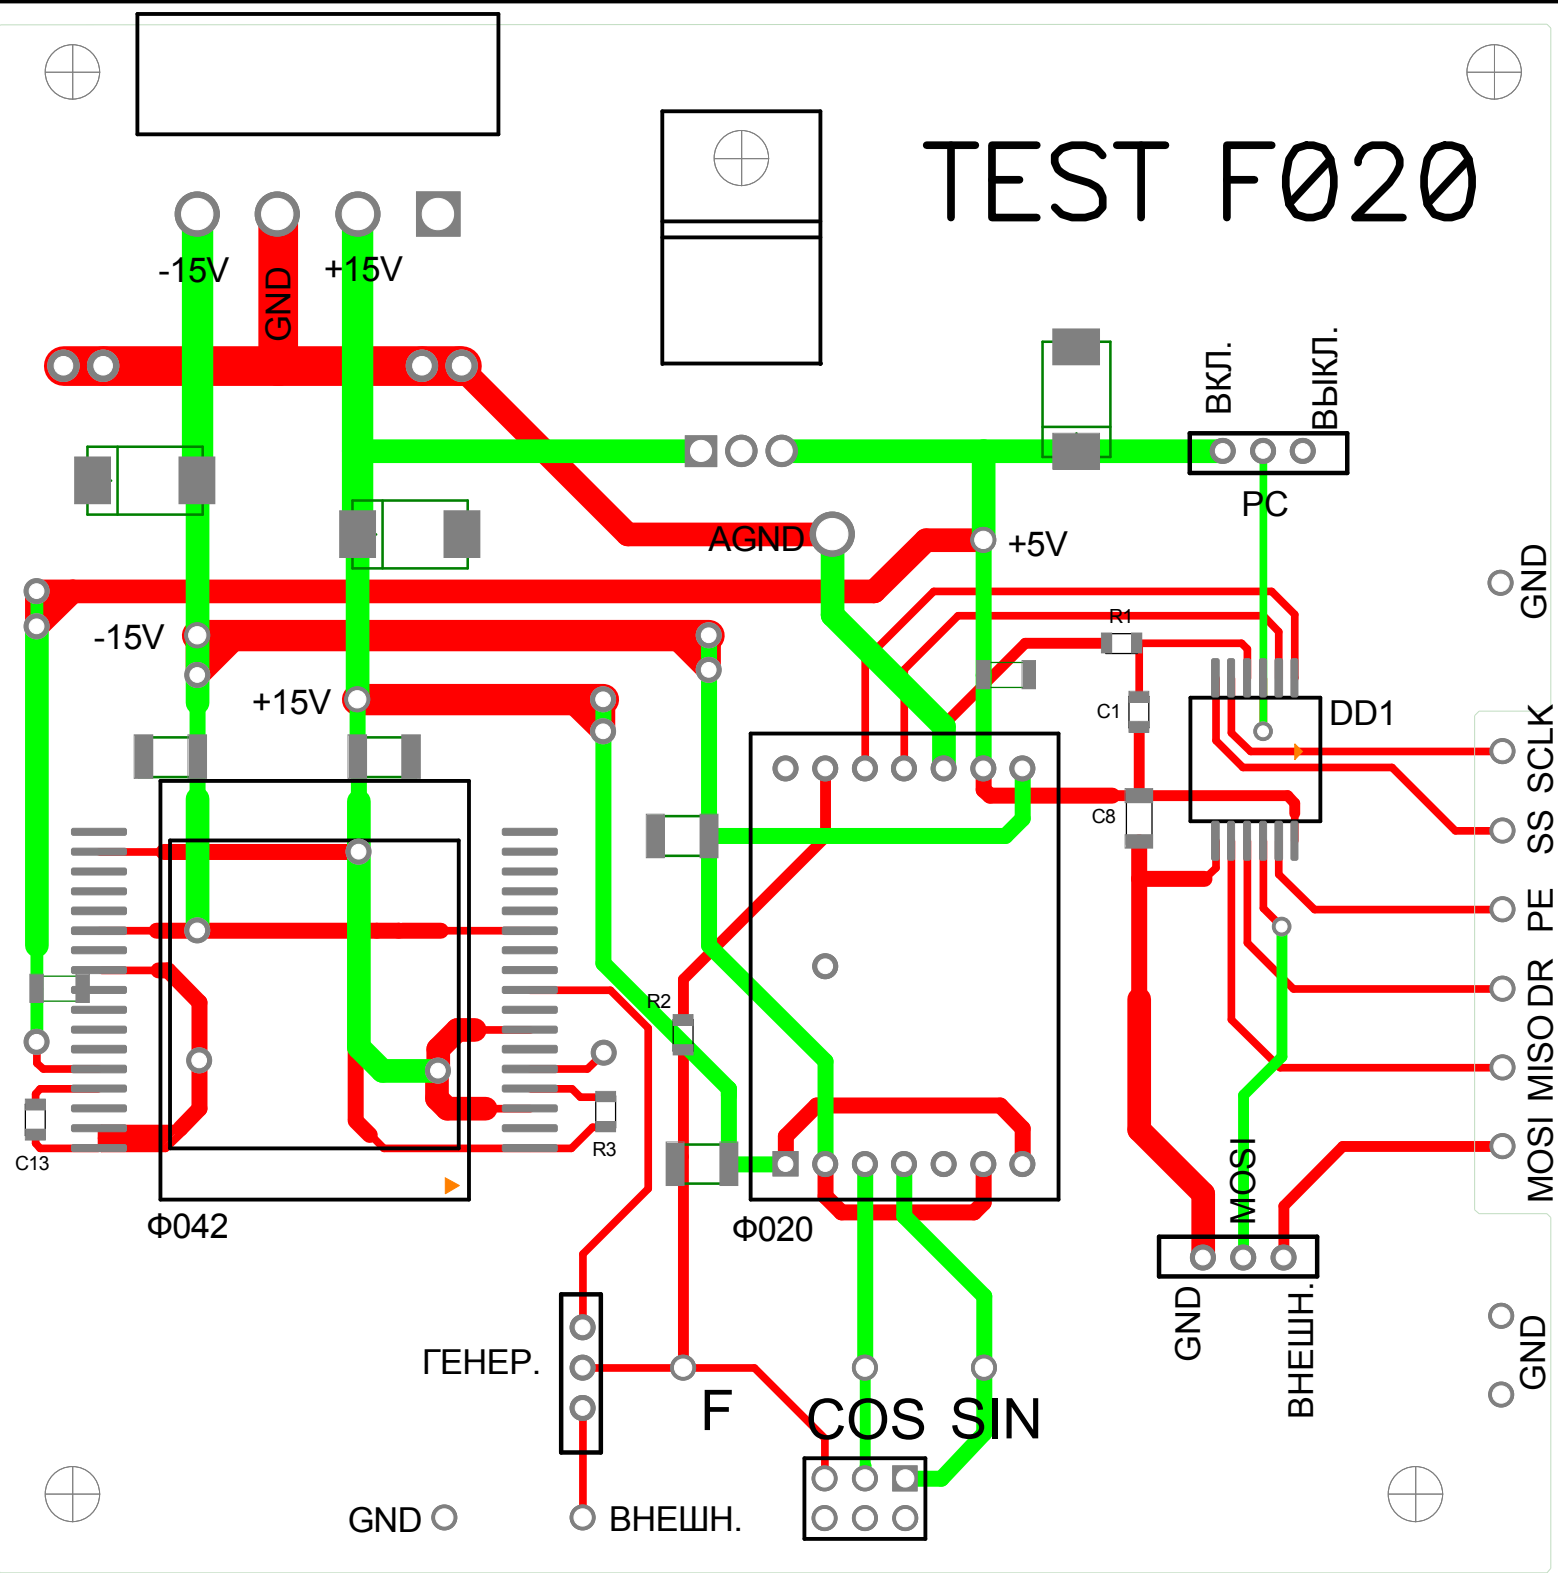 TEST F020
-15V
GND
+15V
ВКЛ.
ВЫКЛ.
PC
AGND
+5V
GND
-15V
R1
+15V
C1
DD1
SCLK
C8
SS
PE
R2
DR
MISO
R3
C13
MOSI
MOSI
Ф042
Ф020
GND
ВНЕШН.
GND
ГЕНЕР.
F
COS
SIN
GND
ВНЕШН.